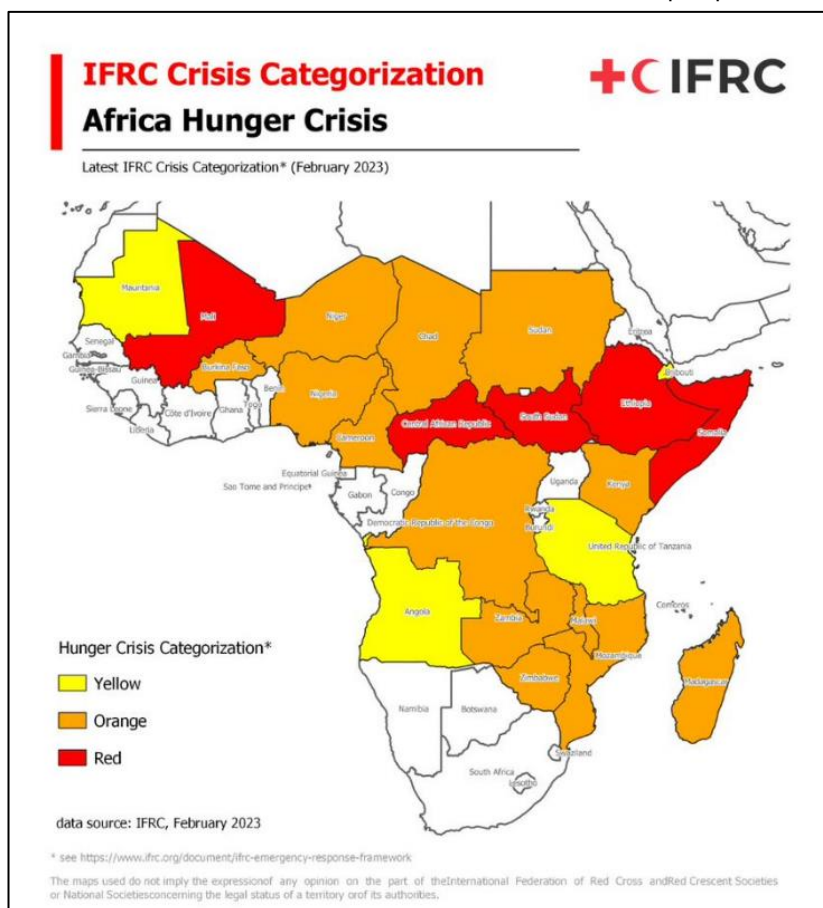 IFRC Crisis Categorization
IFRC
Africa Hunger Crisis
Latest IFRC Crisis Categorization* (February 2023)
Mauritania
Mali
Niger
Chad
Sudan
Eritrea
Senegal
Gambia
Guinea-Bissau
Guinea
Burkina Faso
Djibouti
Benin
Nigeria
Sierra Leone
Côte d'Ivoire
Ghana
Togo
Ethiopia
Liberia
Central African Republic
South Sudan
Somalia
Cameroon
Equatorial Guinea
Sao Tome and Principe
Gabon
Congo
Uganda
Kenya
Rwanda
Democratic Republic of the Congo
Burundi
United Republic of Tanzania
Angola
Comoros
Zambia
Malawi
Hunger Crisis Categorization*
Mozambique
Yellow
Zimbabwe
Madagascar
Orange
Namibia
Botswana
Red
Swaziland
South Africa
Lesotho
data source: IFRC, February 2023
* see https://www.ifrc.org/document/ifrc-emergency-response-framework
The maps used do not imply the expressionof any opinion on the part of theInternational Federation of Red Cross andRed Crescent Societies
or National Societiesconcerning the legal status of a territory orof its authorities.